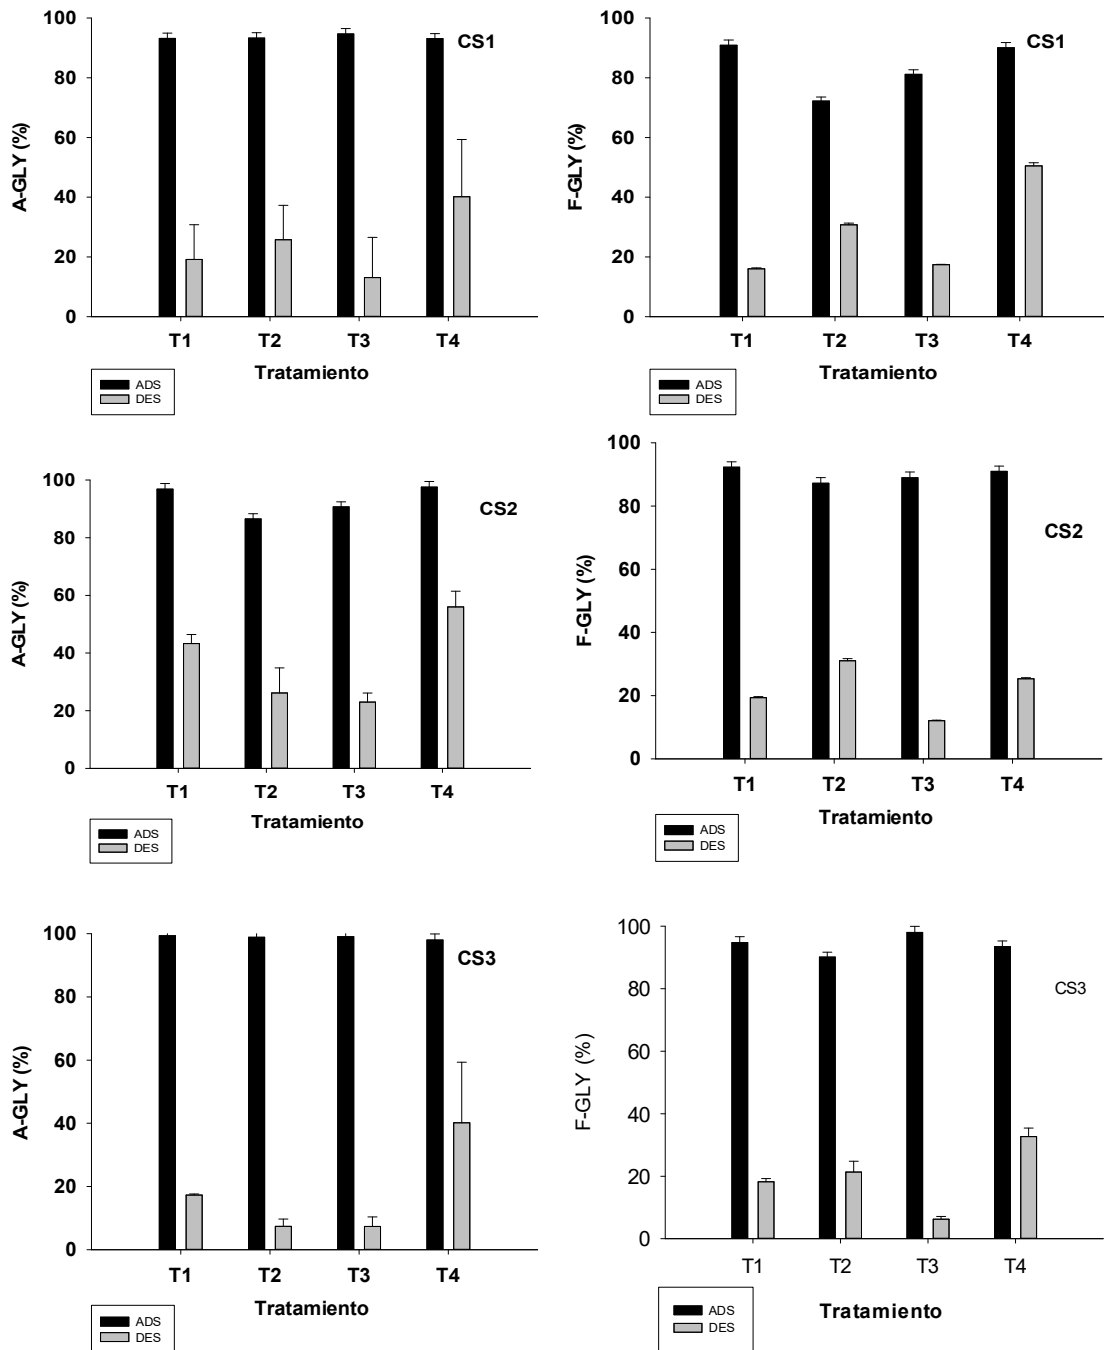 100
80
60
40
20
0
A-GLY (%)
CS1
T1 T2 T3 T4
Tratamiento
ADS
DES
100
80
60
40
20
0
F-GLY (%)
CS1
T1 T2 T3 T4
Tratamiento
ADS
DES
100
80
60
40
20
0
A-GLY (%)
CS2
T1 T2 T3 T4
Tratamiento
ADS
DES
100
80
60
40
20
0
F-GLY (%)
CS2
T1 T2 T3 T4
Tratamiento
ADS
DES
100
80
60
40
20
0
A-GLY (%)
CS3
T1 T2 T3 T4
Tratamiento
ADS
DES
100
80
60
40
20
0
F-GLY (%)
CS3
T1 T2 T3 T4
Tratamiento
ADS
DES